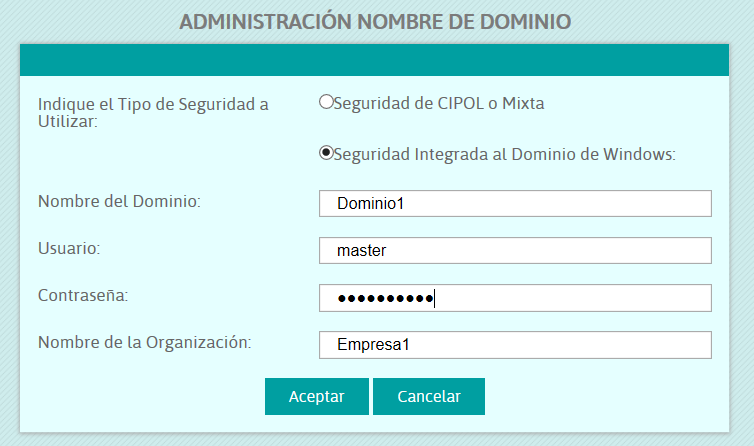 ADMINISTRACIÓN NOMBRE DE DOMINIO
Indique el Tipo de Seguridad a
Utilizar:
Seguridad de CIPOL o Mixta
Seguridad Integrada al Dominio de Windows:
Nombre del Dominio:
Dominio1
Usuario:
master
Contraseña:
●●●●●●●●●●
Nombre de la Organización:
Empresa1
Aceptar
Cancelar